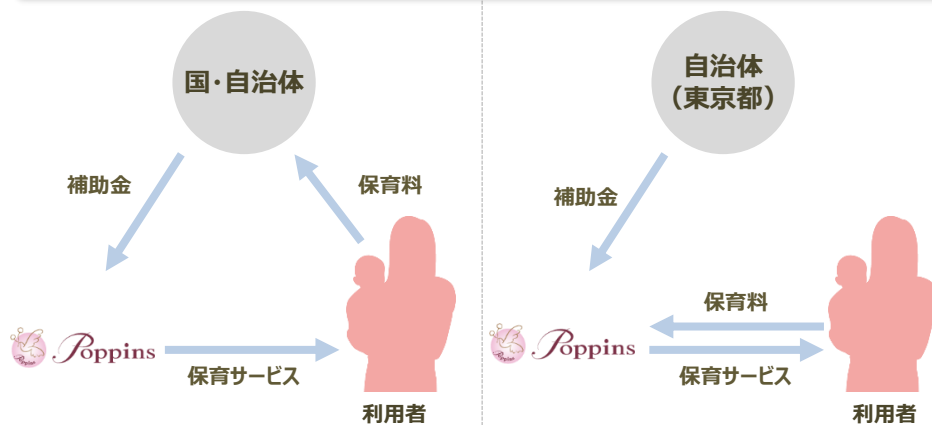 国・自治体
補助金
保育料
Poppins
保育サービス
利用者
自治体
（東京都）
補助金
保育料
Poppins
保育サービス
利用者